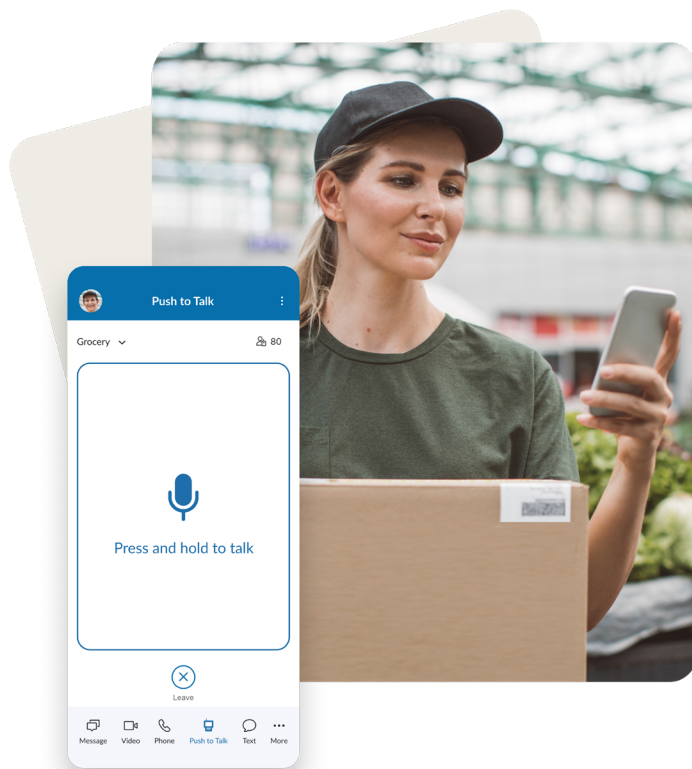 Push to Talk
Grocery
80
Press and hold to talk
Leave
Message Video Phone Push to Talk Text More